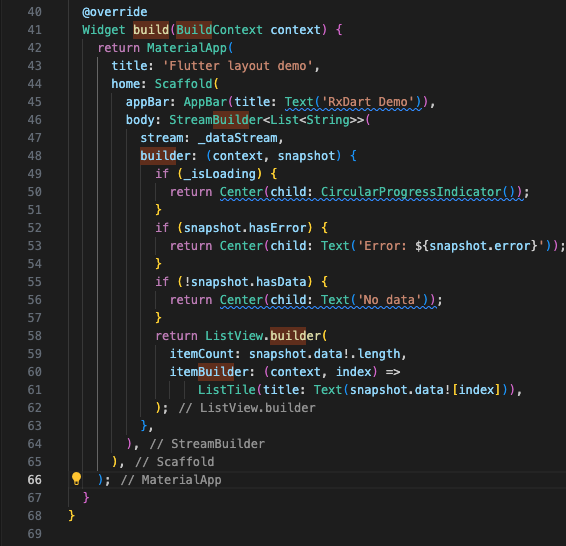 40 @override
41 Widget build(BuildContext context) {
42   return MaterialApp(
43     title: 'Flutter layout demo',
44     home: Scaffold(
45       appBar: AppBar(title: Text('RxDart Demo')),
46       body: StreamBuilder<List<String>>(
47         stream: _dataStream,
48         builder: (context, snapshot) {
49           if (_isLoading) {
50             return Center(child: CircularProgressIndicator());
51           }
52           if (snapshot.hasError) {
53             return Center(child: Text('Error: ${snapshot.error}'));
54           }
55           if (!snapshot.hasData) {
56             return Center(child: Text('No data'));
57           }
58           return ListView.builder(
59             itemCount: snapshot.data!.length,
60             itemBuilder: (context, index) =>
61                 ListTile(title: Text(snapshot.data![index])),
62           ); // ListView.builder
63         },
64       ), // StreamBuilder
65     ), // Scaffold
66   ); // MaterialApp
67 }
68 }
69